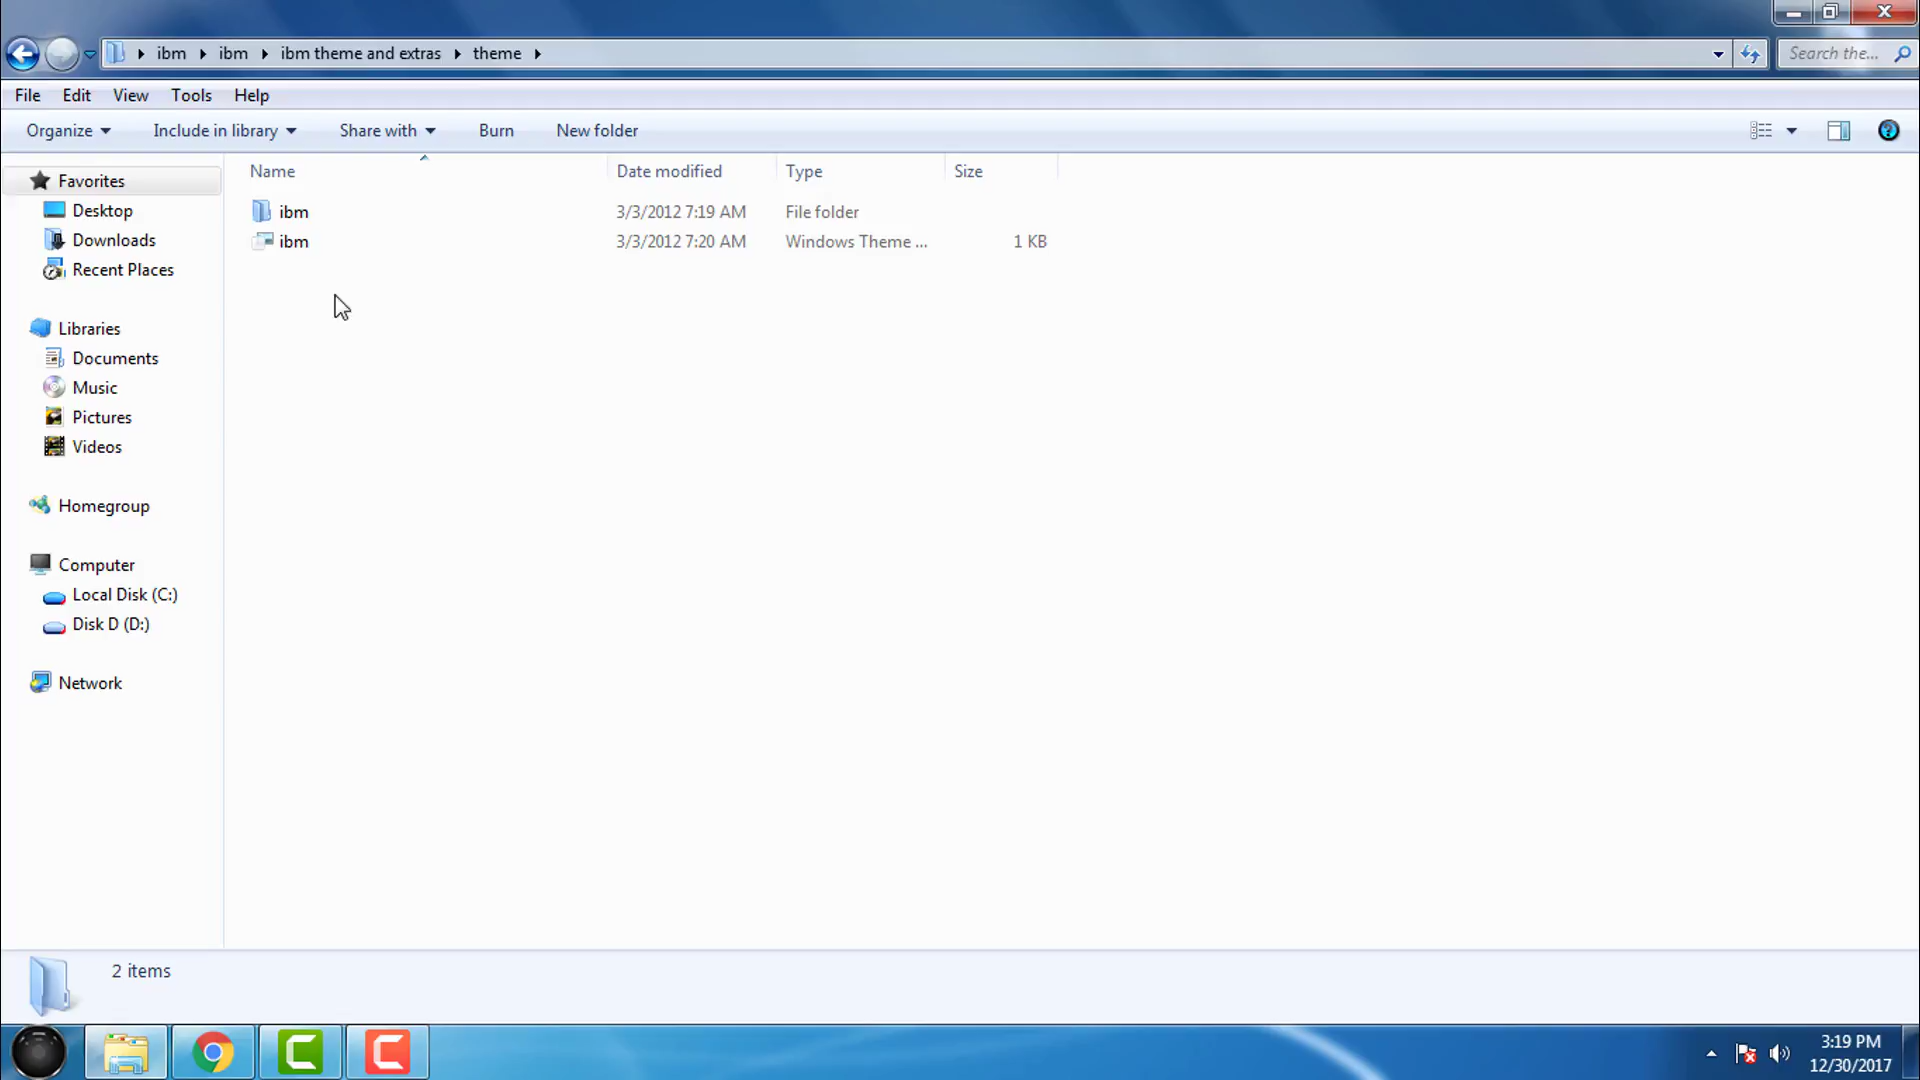 ibm ibm ibm theme and extras theme Search the...
File Edit View Tools Help
Organize Include in library Share with Burn New folder
Name Date modified Type Size
ibm 3/3/2012 7:19 AM File folder
ibm 3/3/2012 7:20 AM Windows Theme ... 1 KB
Favorites
Desktop
Downloads
Recent Places
Libraries
Documents
Music
Pictures
Videos
Homegroup
Computer
Local Disk (C:)
Disk D (D:)
Network
2 items
3:19 PM
12/30/2017